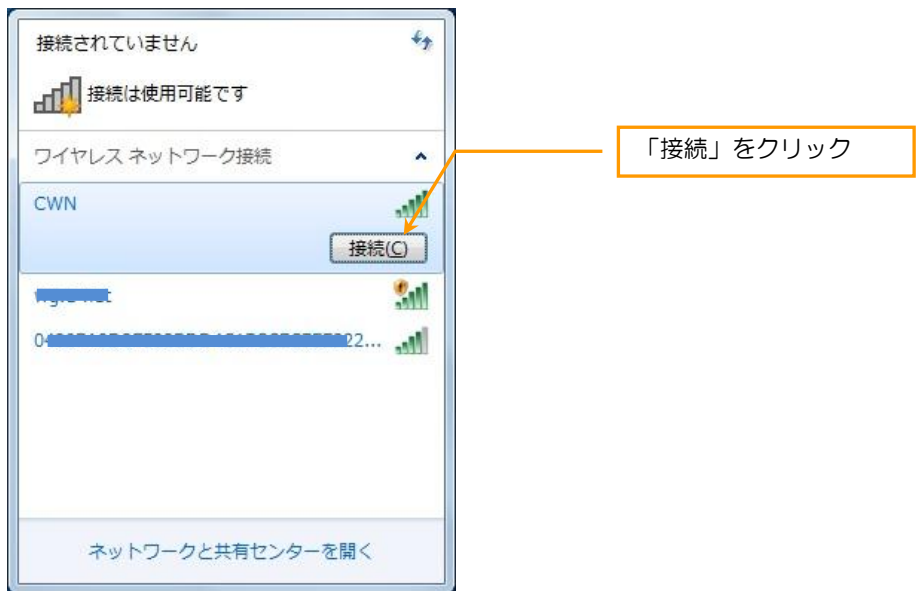 接続されていません
接続は使用可能です
ワイヤレス ネットワーク接続
「接続」をクリック
CWN
接続(C)
22...
ネットワークと共有センターを開く